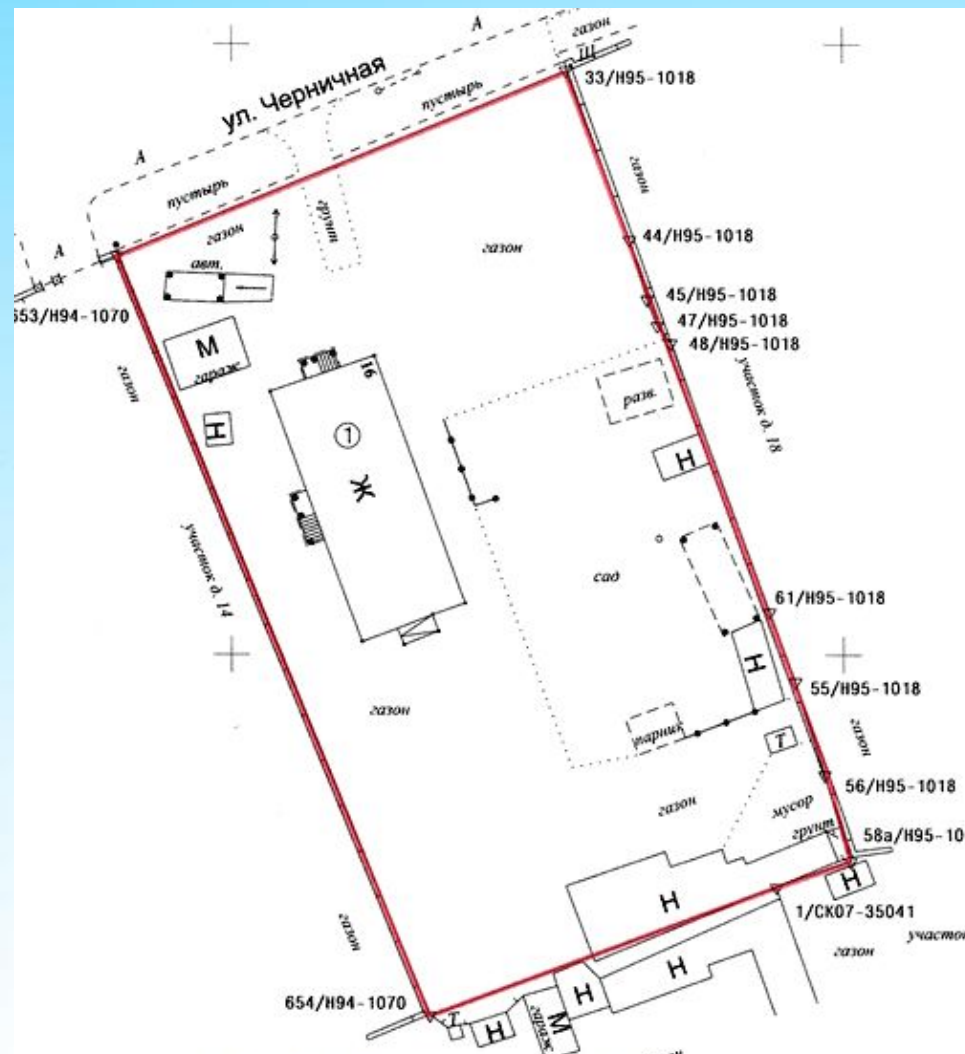 А
газон
Щ
33/Н95-1018
ул. Черничная
пустырь
А
газон
пустырь
грунт
газон
44/Н95-1018
газон
А
авт.
45/Н95-1018
653/Н94-1070
47/Н95-1018
М
48/Н95-1018
гараж
газон
16
разв.
участок д. 18
Н
1
Н
Ж
участок д. 14
сад
61/Н95-1018
Н
55/Н95-1018
газон
парник
Т
газон
56/Н95-1018
газон
мусор
грунт
58а/Н95-10
Н
Н
1/СК07-35041
газон
участок
газон
Н
654/Н94-1070
Т
Н
Н
М
гараж